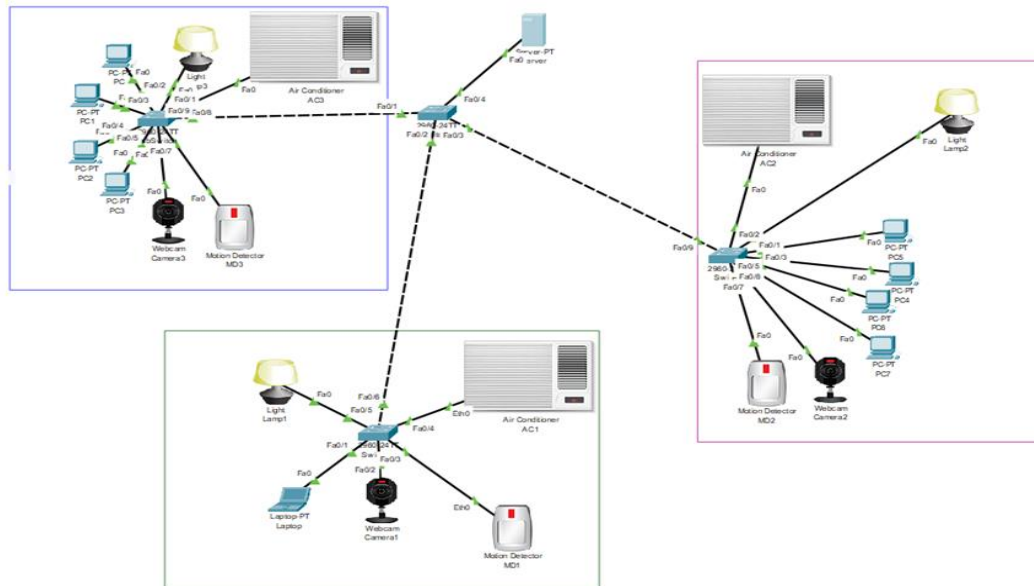 PC-PT
PC
Fa0
Fa0/2
Light
Fa0/1
Fa0
Air Conditioner
AC3
Fa0/3
PC-PT
PC1
Fa0/9
Fa0/8
Fa0/4
Fa0/5
PC-PT
PC2
Fa0
Fa0/7
PC-PT
PC3
Fa0
Fa0
Webcam
Camera3
Motion Detector
MD3
Fa0
Fa0/4
Fa0/1
Fa0/2
Fa0/3
Air Conditioner
AC2
Fa0
Light
Lamp2
Fa0
Fa0/9
Fa0/2
Fa0/1
Fa0/3
Fa0/5
Fa0/7
Fa0
PC-PT
PC5
Fa0
PC-PT
PC4
Fa0
PC-PT
PC6
Fa0
PC-PT
PC7
Fa0
Fa0
Motion Detector
MD2
Webcam
Camera2
Light
Lamp1
Fa0
Fa0/6
Fa0/5
Eth0
Air Conditioner
AC1
Fa0/4
Fa0/1
Fa0/3
Fa0/2
Fa0
Laptop-PT
Laptop
Webcam
Camera1
Eth0
Motion Detector
MD1